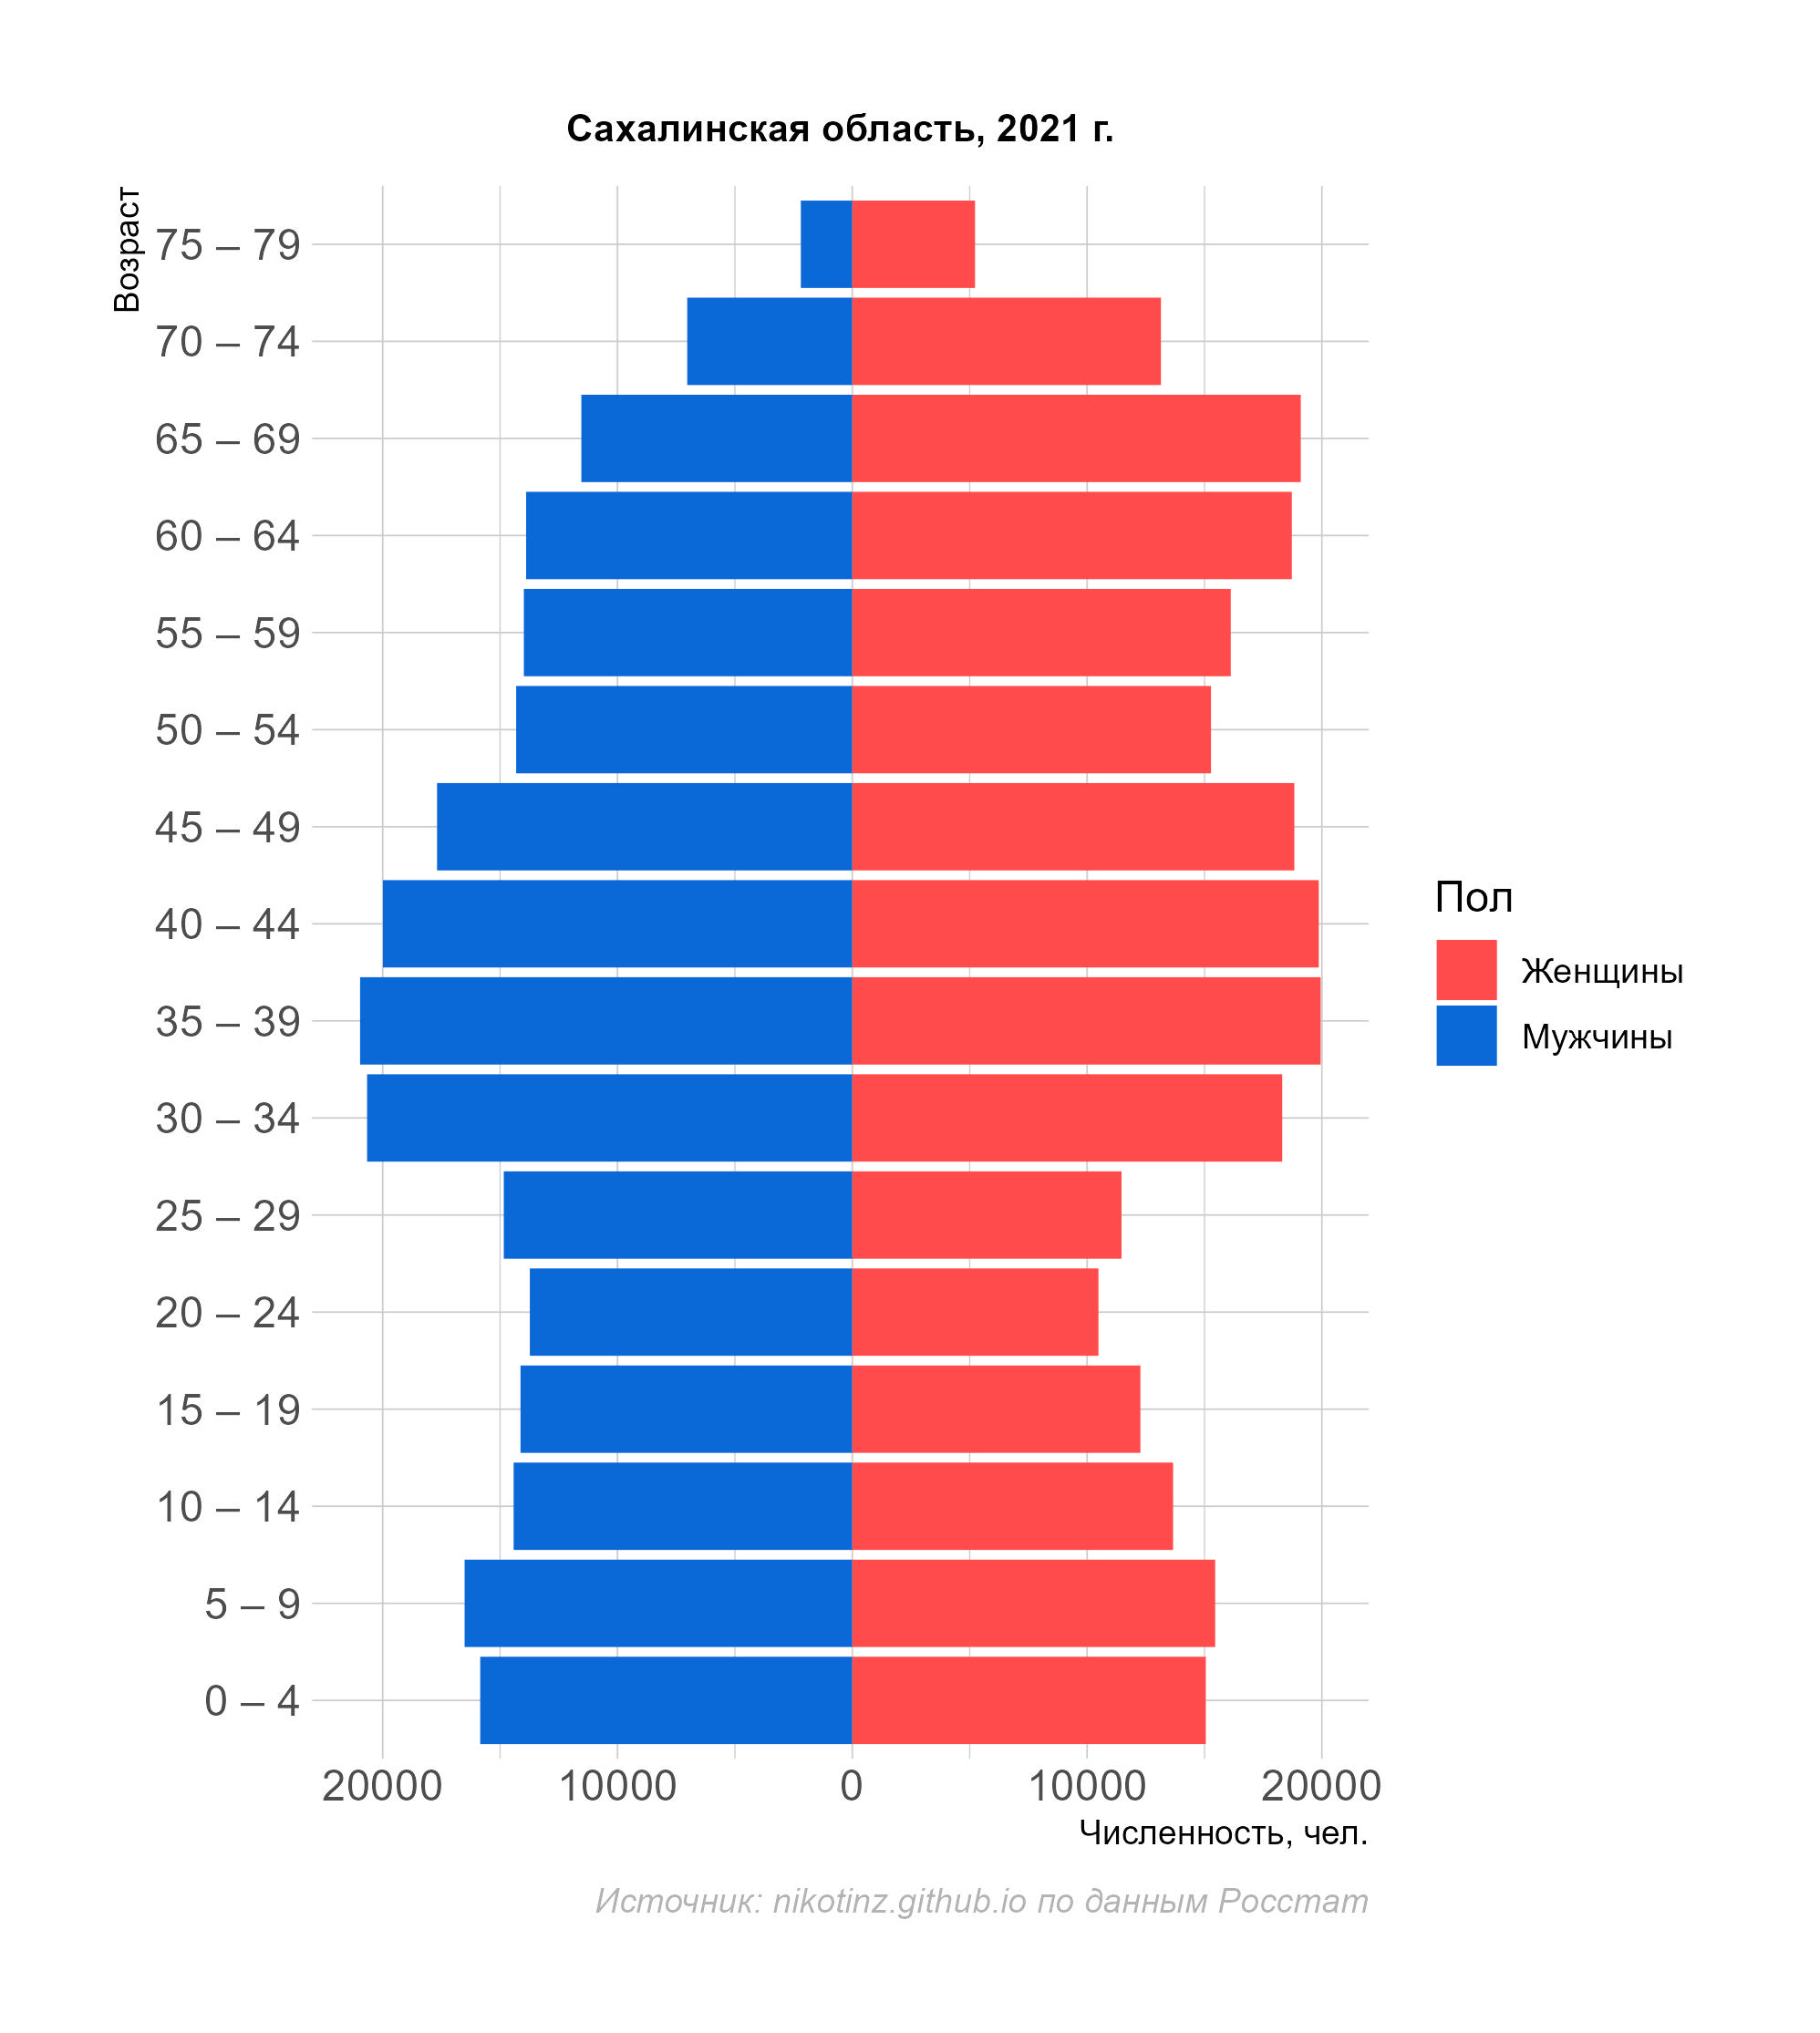 Сахалинская область, 2021 г.
Возраст
75 – 79
70 – 74
65 – 69
60 – 64
55 – 59
50 – 54
45 – 49
40 – 44
35 – 39
30 – 34
25 – 29
20 – 24
15 – 19
10 – 14
5 – 9
0 – 4
20000 10000 0 10000 20000
Численность, чел.
Пол
Женщины
Мужчины
Источник: nikotinz.github.io по данным Росстат